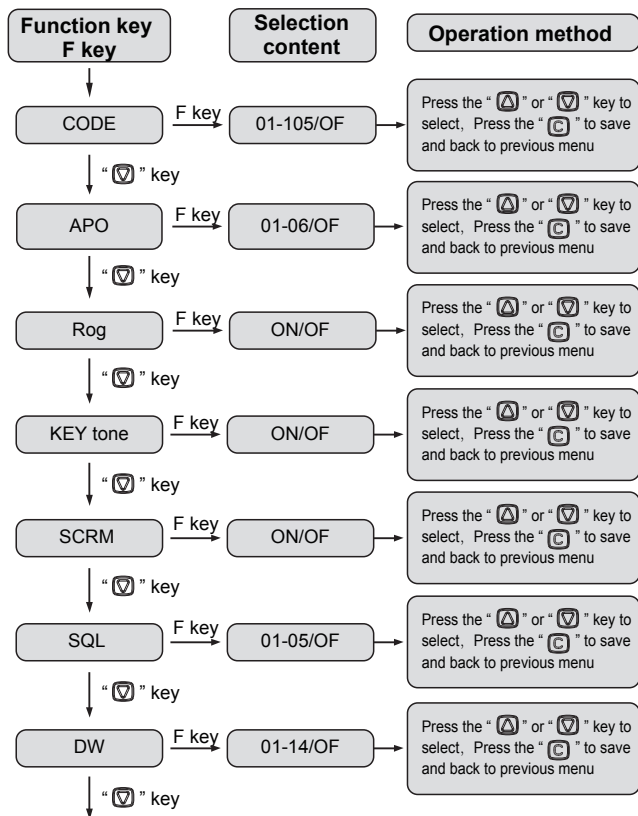 Function key
F key
Selection
content
Operation method
CODE
F key
01-105/OF
Press the “ △ ” or “ ▽ ” key to
select, Press the “ C ” to save
and back to previous menu
“ ▽ ” key
APO
F key
01-06/OF
Press the “ △ ” or “ ▽ ” key to
select, Press the “ C ” to save
and back to previous menu
“ ▽ ” key
Rog
F key
ON/OF
Press the “ △ ” or “ ▽ ” key to
select, Press the “ C ” to save
and back to previous menu
“ ▽ ” key
KEY tone
F key
ON/OF
Press the “ △ ” or “ ▽ ” key to
select, Press the “ C ” to save
and back to previous menu
“ ▽ ” key
SCRM
F key
ON/OF
Press the “ △ ” or “ ▽ ” key to
select, Press the “ C ” to save
and back to previous menu
“ ▽ ” key
SQL
F key
01-05/OF
Press the “ △ ” or “ ▽ ” key to
select, Press the “ C ” to save
and back to previous menu
“ ▽ ” key
DW
F key
01-14/OF
Press the “ △ ” or “ ▽ ” key to
select, Press the “ C ” to save
and back to previous menu
“ ▽ ” key